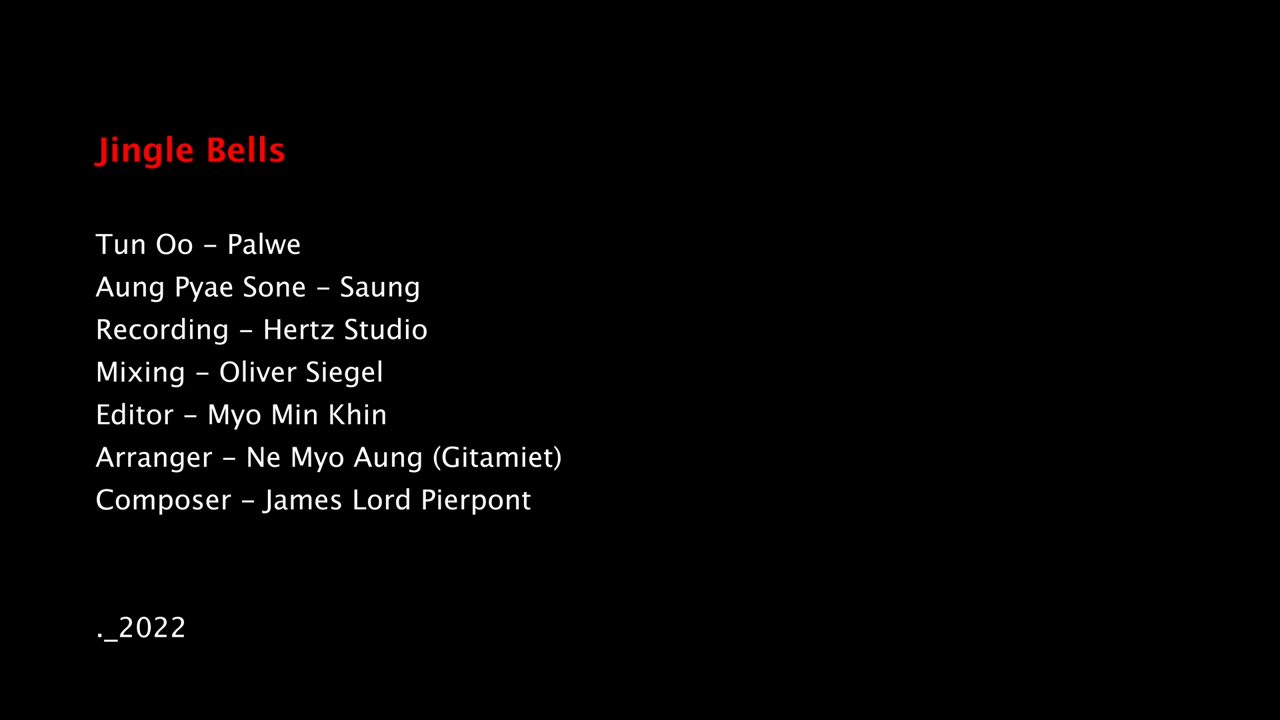 Jingle Bells
Tun Oo – Palwe
Aung Pyae Sone – Saung
Recording – Hertz Studio
Mixing – Oliver Siegel
Editor – Myo Min Khin
Arranger – Ne Myo Aung (Gitamiet)
Composer – James Lord Pierpont
._2022